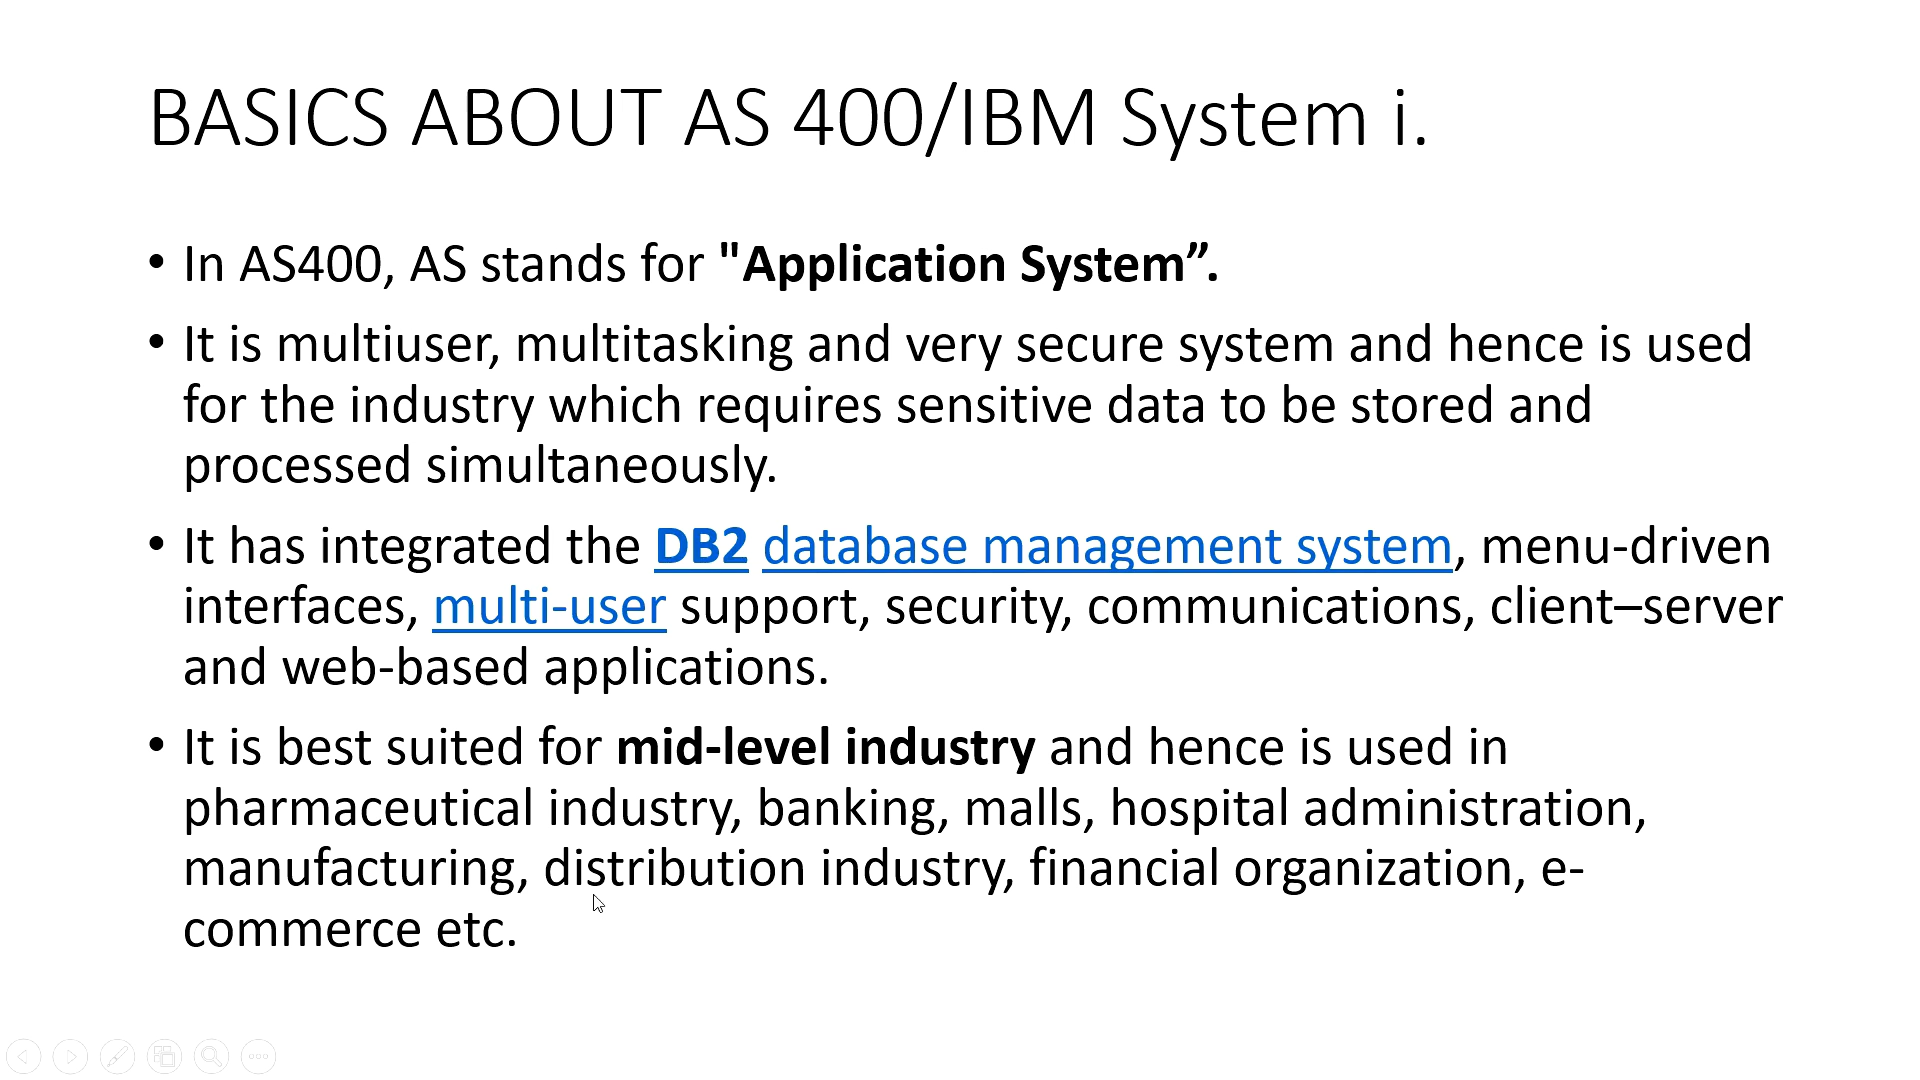 BASICS ABOUT AS 400/IBM System i.
• In AS400, AS stands for "Application System”.
• It is multiuser, multitasking and very secure system and hence is used
for the industry which requires sensitive data to be stored and
processed simultaneously.
• It has integrated the DB2 database management system, menu-driven
interfaces, multi-user support, security, communications, client–server
and web-based applications.
• It is best suited for mid-level industry and hence is used in
pharmaceutical industry, banking, malls, hospital administration,
manufacturing, distribution industry, financial organization, e-
commerce etc.